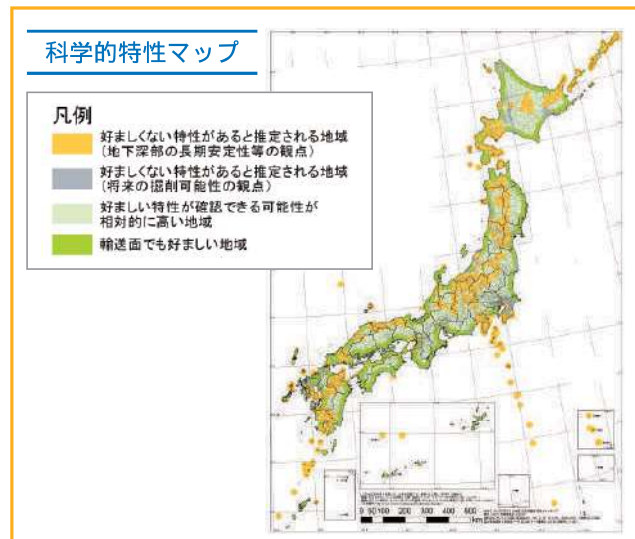 科学的特性マップ
凡例
好ましくない特性があると推定される地域
（地下深部の長期安定性等の観点）
好ましくない特性があると推定される地域
（将来の掘削可能性の観点）
好ましい特性が確認できる可能性が
相対的に高い地域
輸送面でも好ましい地域
0 50 100 200 300 400 500
km